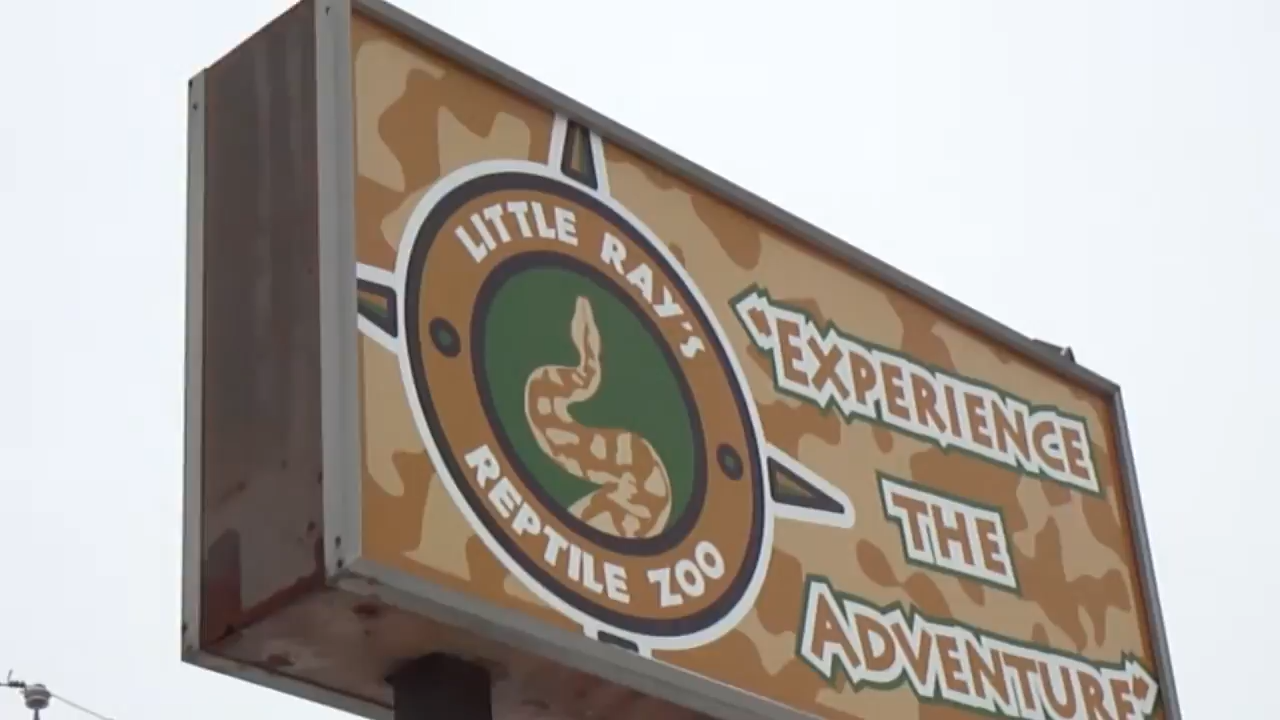 LITTLE RAY'S
REPTILE ZOO
"EXPERIENCE
THE
ADVENTURE"